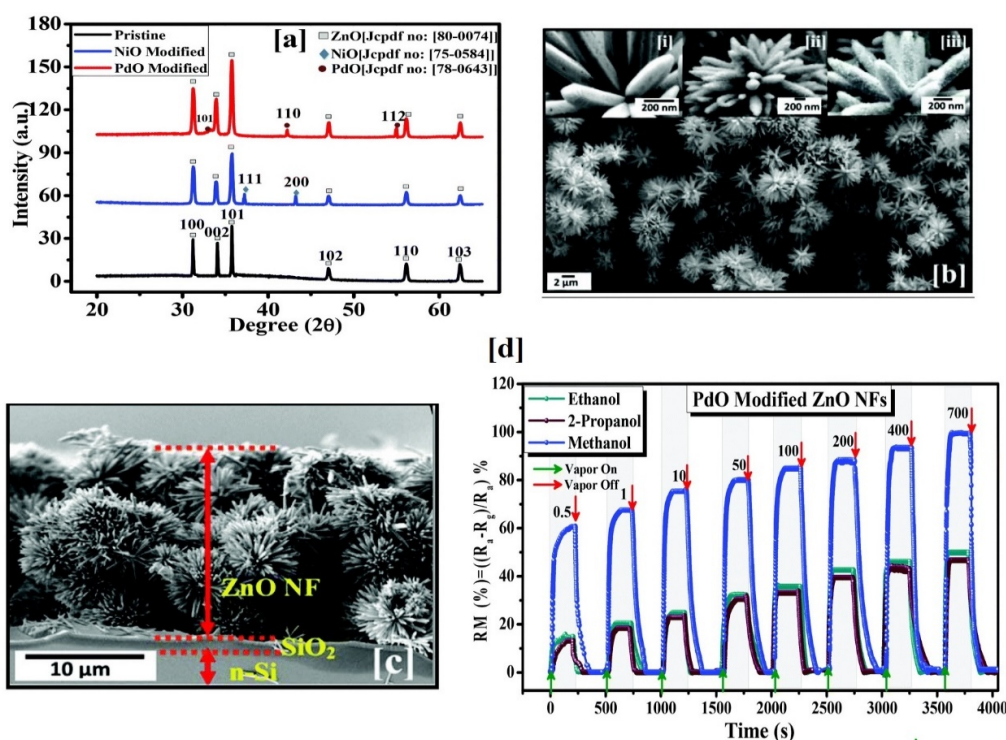 [a]
Pristine
NiO Modified
PdO Modified
ZnO[Jcpdf no: [80-0074]]
NiO[Jcpdf no: [75-0584]]
PdO[Jcpdf no: [78-0643]]
180
150
120
90
60
30
0
Intensity (a.u.)
101
110
112
111
200
100
002
101
102
110
103
20
30
40
50
60
Degree (2θ)
[i]
[ii]
[iii]
200 nm
200 nm
200 nm
2 µm
[b]
ZnO NF
SiO2
n-Si
10 µm
[c]
[d]
PdO Modified ZnO NFs
Ethanol
2-Propanol
Methanol
Vapor On
Vapor Off
0.5
1
10
50
100
200
400
700
120
100
80
60
40
20
0
RM (%)=((Ra-Rg)/Ra) %
0
500
1000
1500
2000
2500
3000
3500
4000
Time (s)